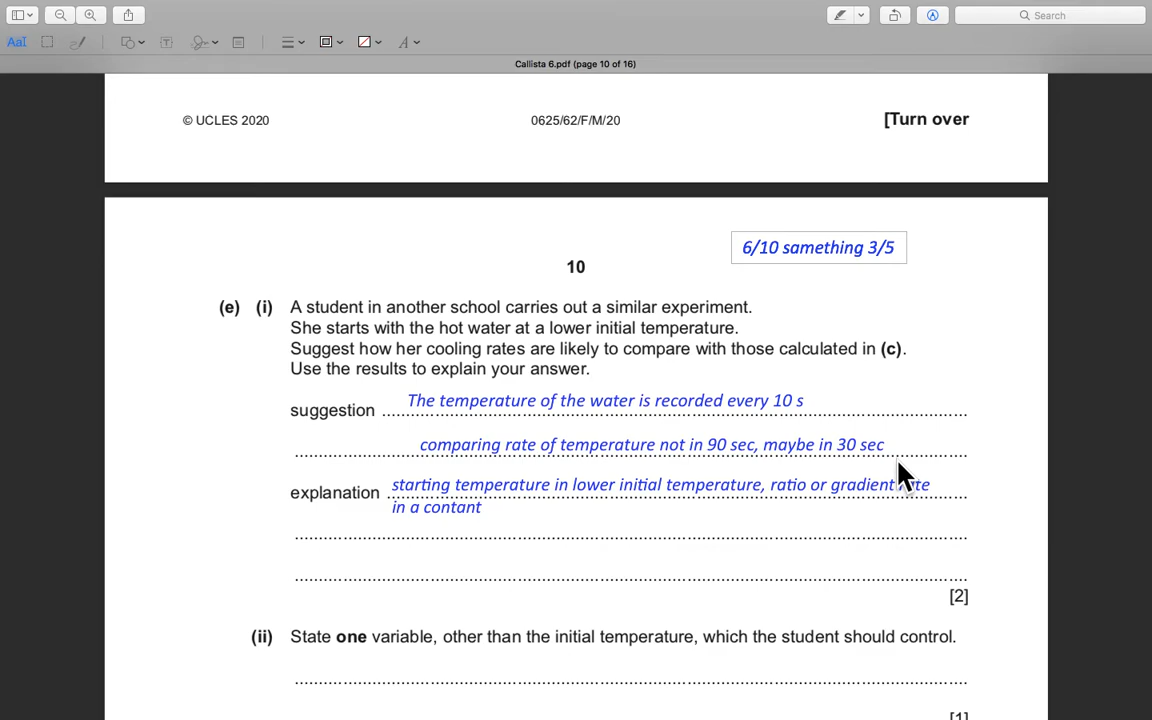 Search
AaI
Callista 6.pdf (page 10 of 16)
© UCLES 2020 0625/62/F/M/20 [Turn over
6/10 samething 3/5
10
(e) (i) A student in another school carries out a similar experiment.
She starts with the hot water at a lower initial temperature.
Suggest how her cooling rates are likely to compare with those calculated in (c).
Use the results to explain your answer.
The temperature of the water is recorded every 10 s
suggestion
comparing rate of temperature not in 90 sec, maybe in 30 sec
explanation starting temperature in lower initial temperature, ratio or gradient
in a contant
[2]
(ii) State one variable, other than the initial temperature, which the student should control.
[1]